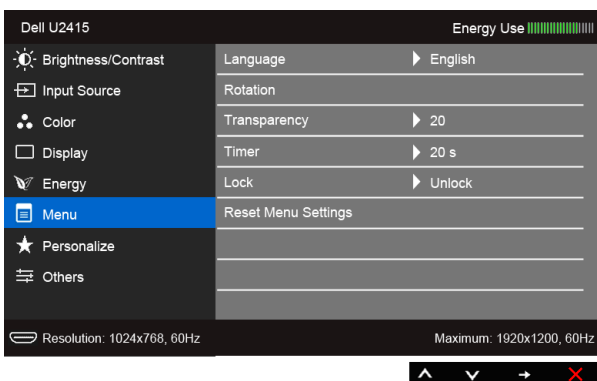 Dell U2415 Energy Use
Brightness/Contrast Language English
Input Source Rotation
Color Transparency 20
Display Timer 20 s
Energy Lock Unlock
Menu Reset Menu Settings
Personalize
Others
Resolution: 1024x768, 60Hz Maximum: 1920x1200, 60Hz